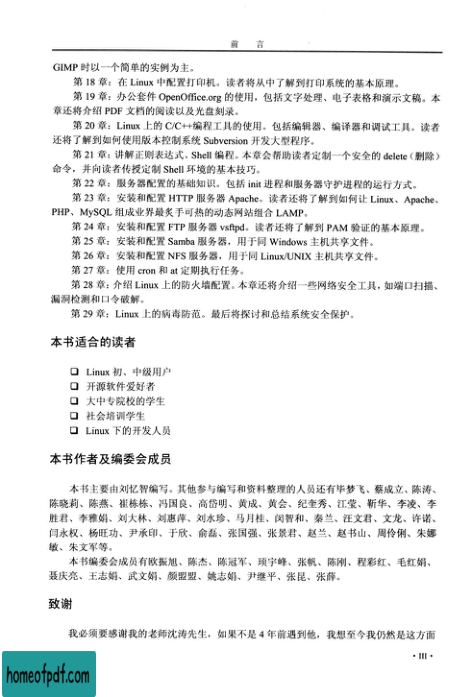 前 言
GIMP 时以一个简单的实例为主。
第 18 章：在 Linux 中配置打印机。读者将从中了解到打印系统的基本原理。
第 19 章：办公套件 OpenOffice.org 的使用，包括文字处理、电子表格和演示文稿。本
章还将介绍 PDF 文档的阅读以及光盘刻录。
第 20 章：Linux 上的 C/C++编程工具的使用。包括编辑器、编译器和调试工具。读者
还将了解到如何使用版本控制系统 Subversion 开发大型程序。
第 21 章：讲解正则表达式、Shell 编程。本章会帮助读者定制一个安全的 delete（删除）
命令，并向读者传授定制 Shell 环境的基本技巧。
第 22 章：服务器配置的基础知识。包括 init 进程和服务器守护进程的运行方式。
第 23 章：安装和配置 HTTP 服务器 Apache。读者还将了解到如何让 Linux、Apache、
PHP、MySQL 组成业界最炙手可热的动态网站组合 LAMP。
第 24 章：安装和配置 FTP 服务器 vsftpd。读者还将了解到 PAM 验证的基本原理。
第 25 章：安装和配置 Samba 服务器，用于同 Windows 主机共享文件。
第 26 章：安装和配置 NFS 服务器，用于同 Linux/UNIX 主机共享文件。
第 27 章：使用 cron 和 at 定期执行任务。
第 28 章：介绍 Linux 上的防火墙配置。本章还将介绍一些网络安全工具，如端口扫描、
漏洞检测和口令破解。
第 29 章：Linux 上的病毒防范。最后将探讨和总结系统安全保护。
本书适合的读者
❑ Linux 初、中级用户
❑ 开源软件爱好者
❑ 大中专院校的学生
❑ 社会培训学生
❑ Linux 下的开发人员
本书作者及编委会成员
本书主要由刘忆智编写。其他参与编写和资料整理的人员还有毕梦飞、蔡成立、陈涛、
陈晓莉、陈燕、崔栋栋、冯国良、高岱明、黄成、黄会、纪奎秀、江莹、靳华、李凌、李
胜君、李雅娟、刘大林、刘惠萍、刘水珍、马月桂、闵智和、秦兰、汪文君、文龙、许诺、
闫永权、杨旺功、尹承印、于欣、俞磊、张国强、张景君、赵兰、赵书山、周伶俐、朱娜
敏、朱文军等。
本书编委会成员有欧振旭、陈杰、陈冠军、顼宇峰、张帆、陈刚、程彩红、毛红娟、
聂庆亮、王志娟、武文娟、颜盟盟、姚志娟、尹继平、张昆、张薛。
致谢
我必须要感谢我的老师沈涛先生，如果不是 4 年前遇到他，我想至今我仍然是这方面
• III •
homeofpdf.com